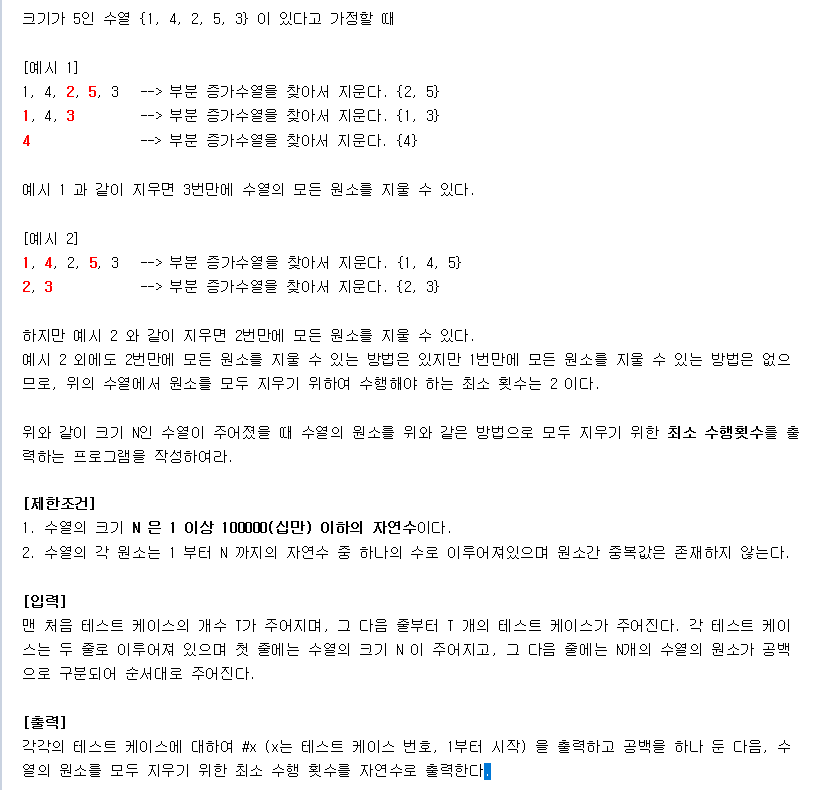 크기가 5인 수열 {1, 4, 2, 5, 3} 이 있다고 가정할 때
[예시 1]
1, 4, 2, 5, 3 --> 부분 증가수열을 찾아서 지운다. {2, 5}
1, 4, 3 --> 부분 증가수열을 찾아서 지운다. {1, 3}
4 --> 부분 증가수열을 찾아서 지운다. {4}
예시 1 과 같이 지우면 3번만에 수열의 모든 원소를 지울 수 있다.
[예시 2]
1, 4, 2, 5, 3 --> 부분 증가수열을 찾아서 지운다. {1, 4, 5}
2, 3 --> 부분 증가수열을 찾아서 지운다. {2, 3}
하지만 예시 2 와 같이 지우면 2번만에 모든 원소를 지울 수 있다.
예시 2 외에도 2번만에 모든 원소를 지울 수 있는 방법은 있지만 1번만에 모든 원소를 지울 수 있는 방법은 없으
므로, 위의 수열에서 원소를 모두 지우기 위하여 수행해야 하는 최소 횟수는 2 이다.
위와 같이 크기 N인 수열이 주어졌을 때 수열의 원소를 위와 같은 방법으로 모두 지우기 위한 최소 수행횟수를 출
력하는 프로그램을 작성하여라.
[제한조건]
1. 수열의 크기 N 은 1 이상 100000(십만) 이하의 자연수이다.
2. 수열의 각 원소는 1 부터 N 까지의 자연수 중 하나의 수로 이루어져있으며 원소간 중복값은 존재하지 않는다.
[입력]
맨 처음 테스트 케이스의 개수 T가 주어지며, 그 다음 줄부터 T 개의 테스트 케이스가 주어진다. 각 테스트 케이
스는 두 줄로 이루어져 있으며 첫 줄에는 수열의 크기 N 이 주어지고, 그 다음 줄에는 N개의 수열의 원소가 공백
으로 구분되어 순서대로 주어진다.
[출력]
각각의 테스트 케이스에 대하여 #x (x는 테스트 케이스 번호, 1부터 시작) 을 출력하고 공백을 하나 둔 다음, 수
열의 원소를 모두 지우기 위한 최소 수행 횟수를 자연수로 출력한다.